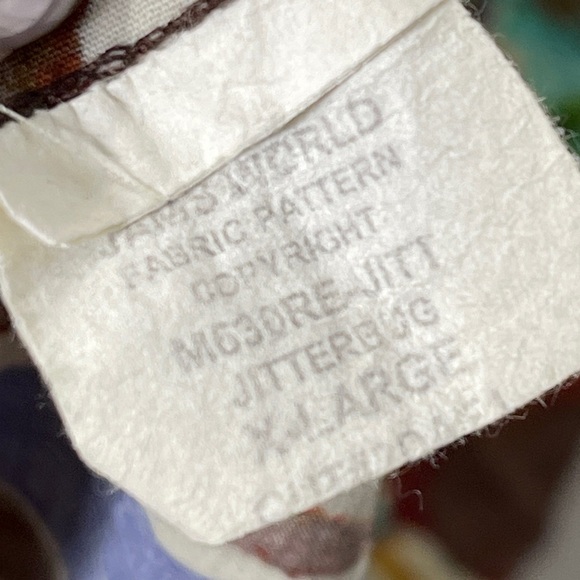 JAMS WORLD
FABRIC PATTERN
COPYRIGHT
M630RE-JITT
JITTERBUG
X-LARGE